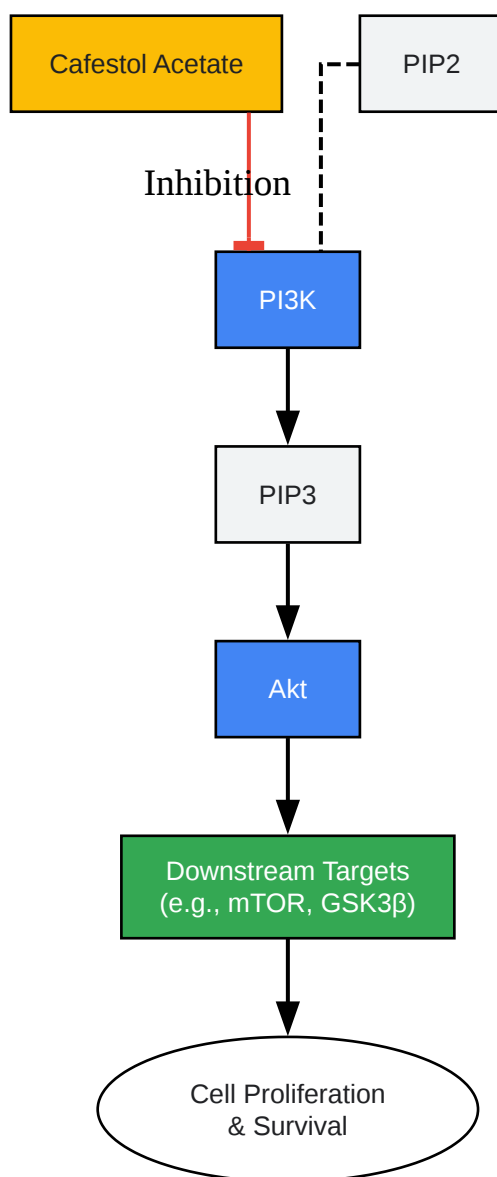 Cafestol Acetate
PIP2
Inhibition
PI3K
PIP3
Akt
Downstream Targets
(e.g., mTOR, GSK3β)
Cell Proliferation
& Survival